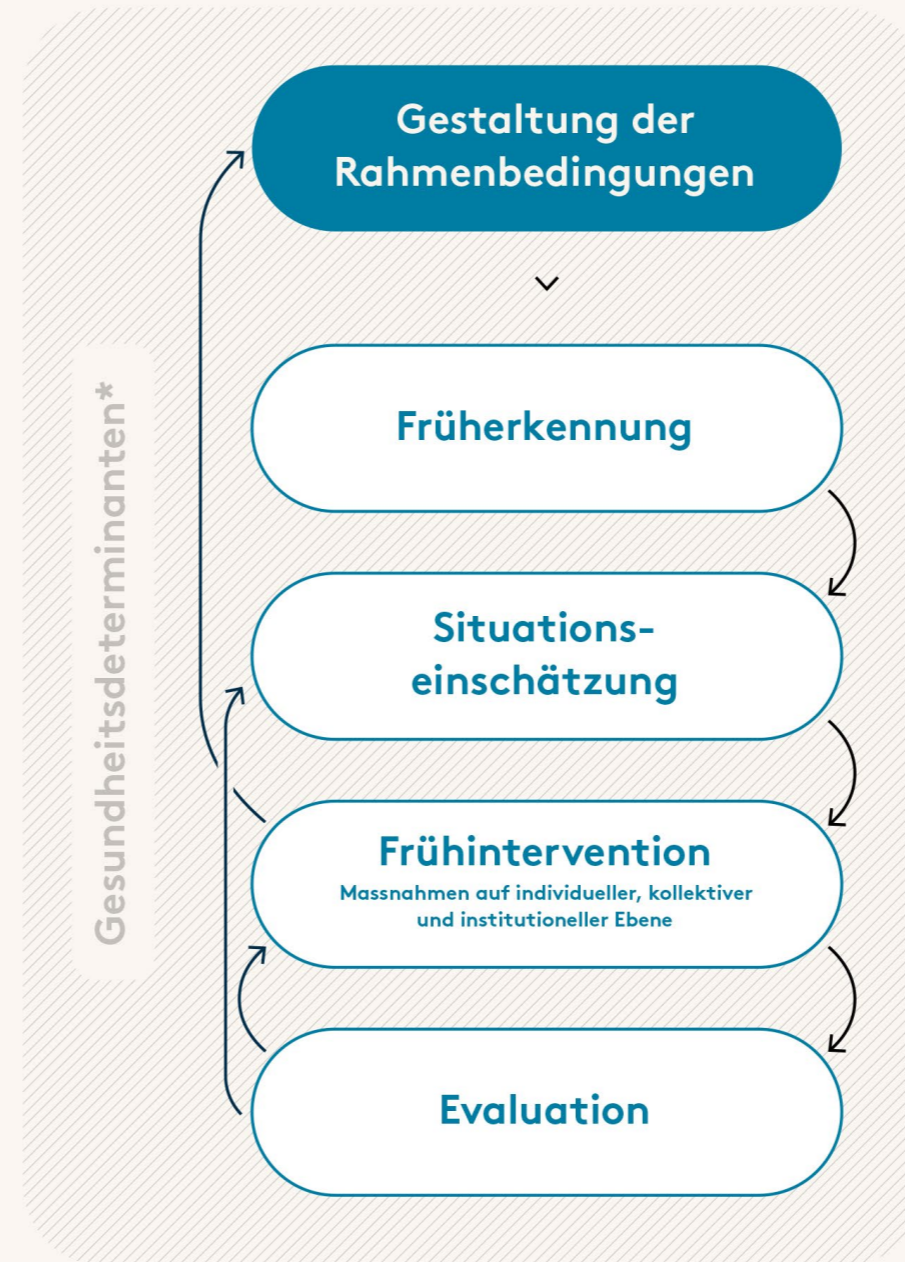 Gestaltung der
Rahmenbedingungen
Früherkennung
Situations-
einschätzung
Frühintervention
Massnahmen auf individueller, kollektiver
und institutioneller Ebene
Evaluation
Gesundheitsdeterminanten*